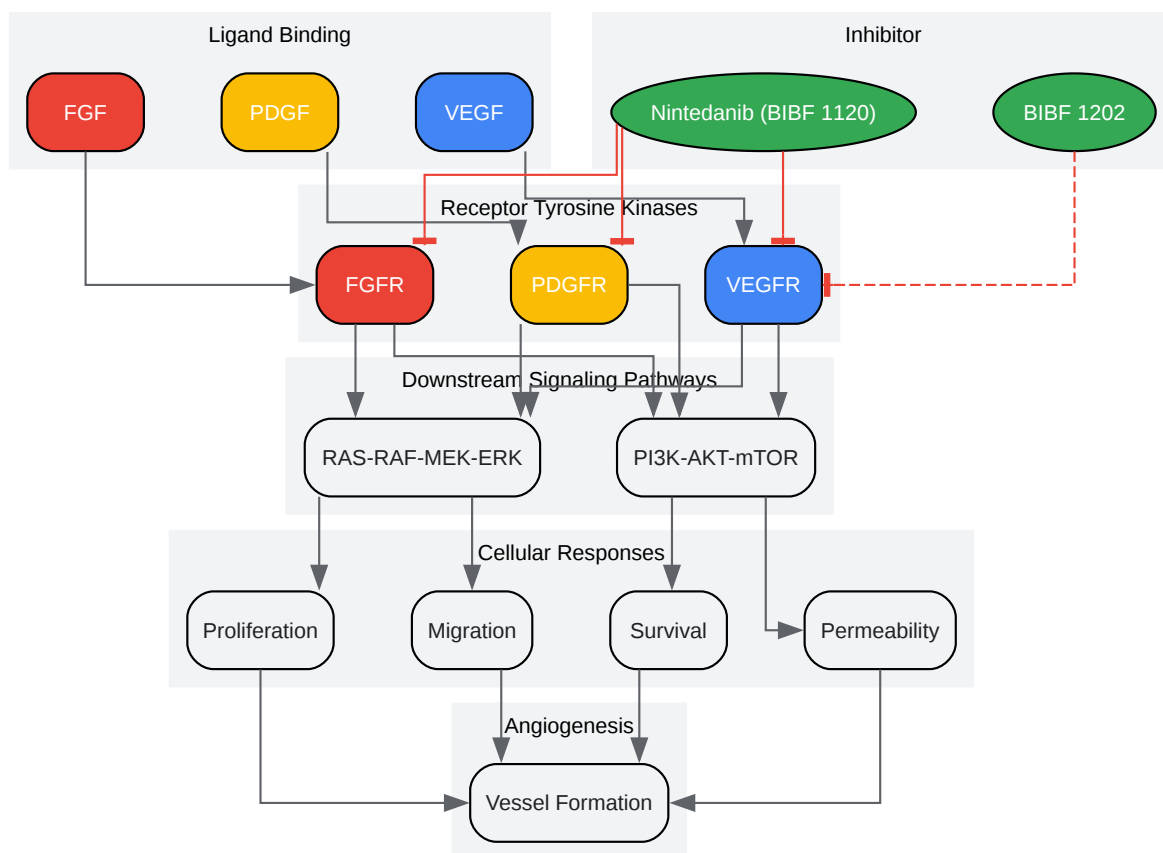 Ligand Binding
Inhibitor
FGF
PDGF
VEGF
Nintedanib (BIBF 1120)
BIBF 1202
Receptor Tyrosine Kinases
FGFR
PDGFR
VEGFR
Downstream Signaling Pathways
RAS-RAF-MEK-ERK
PI3K-AKT-mTOR
Cellular Responses
Proliferation
Migration
Survival
Permeability
Angiogenesis
Vessel Formation